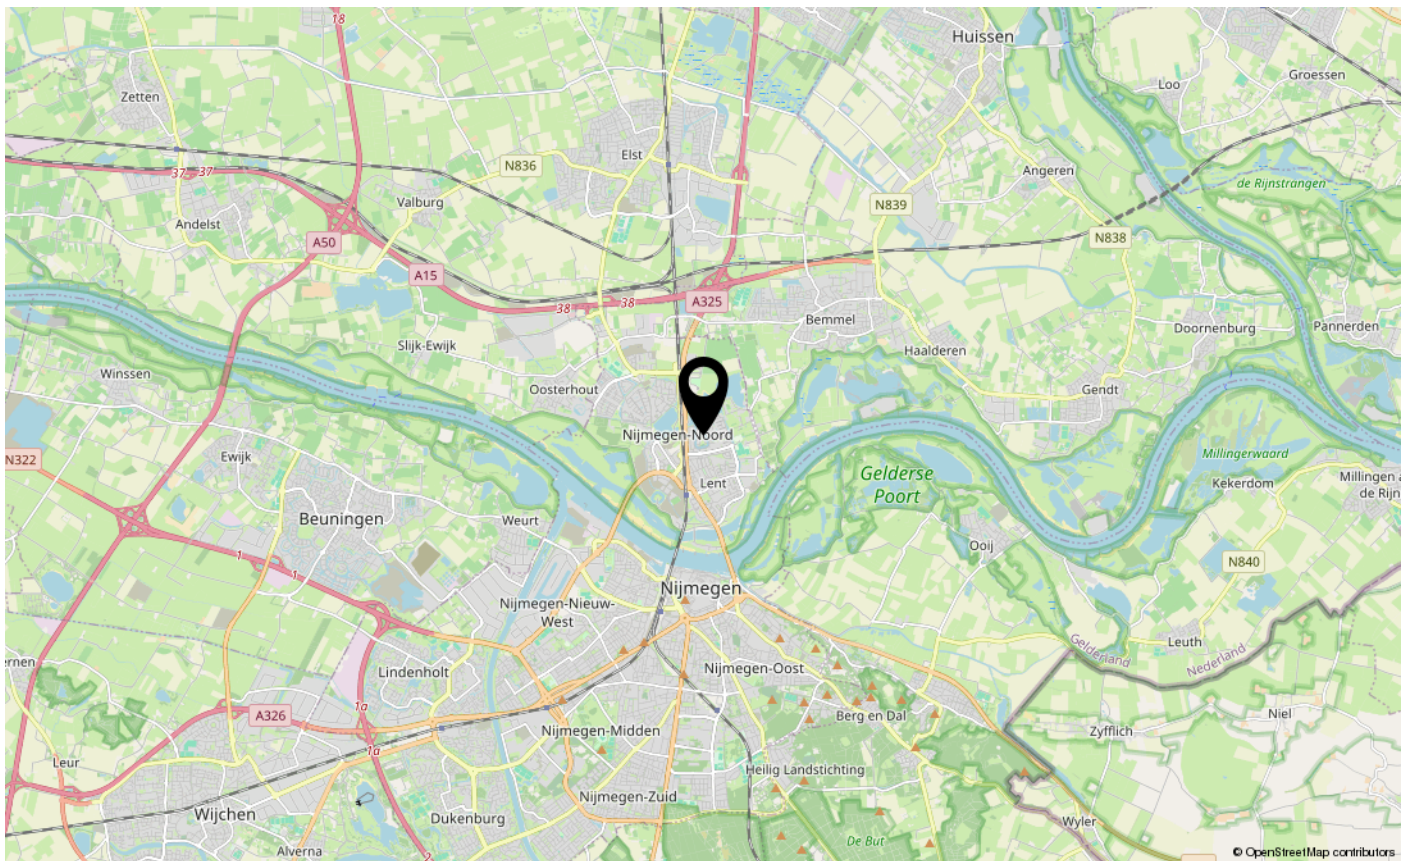 18
Huissen
Groessen
Loo
Zetten
Elst
N836
37
37
Angeren
de Rijnstrangen
Valburg
N839
Andelst
A50
N838
A15
38
38
A325
Bemmel
Doornenburg
Pannerden
Slijk-Ewijk
Haalderen
Winssen
Oosterhout
Gendt
Nijmegen-Noord
Ewijk
N322
Gelderse
Poort
Millingerwaard
Lent
Kekerdom
Millingen a
de Rijn
Beuningen
Weurt
Ooij
1
N840
1
Nijmegen
Nijmegen-Nieuw-
West
Leuth
Gelderland
Nederland
ernen
Lindenholt
Nijmegen-Oost
1a
A326
Berg en Dal
Niel
Nijmegen-Midden
Zyfflich
1a
Leur
Heilig Landstichting
Nijmegen-Zuid
Wijchen
Dukenburg
Wyler
De But
Alverna
2
© OpenStreetMap contributors